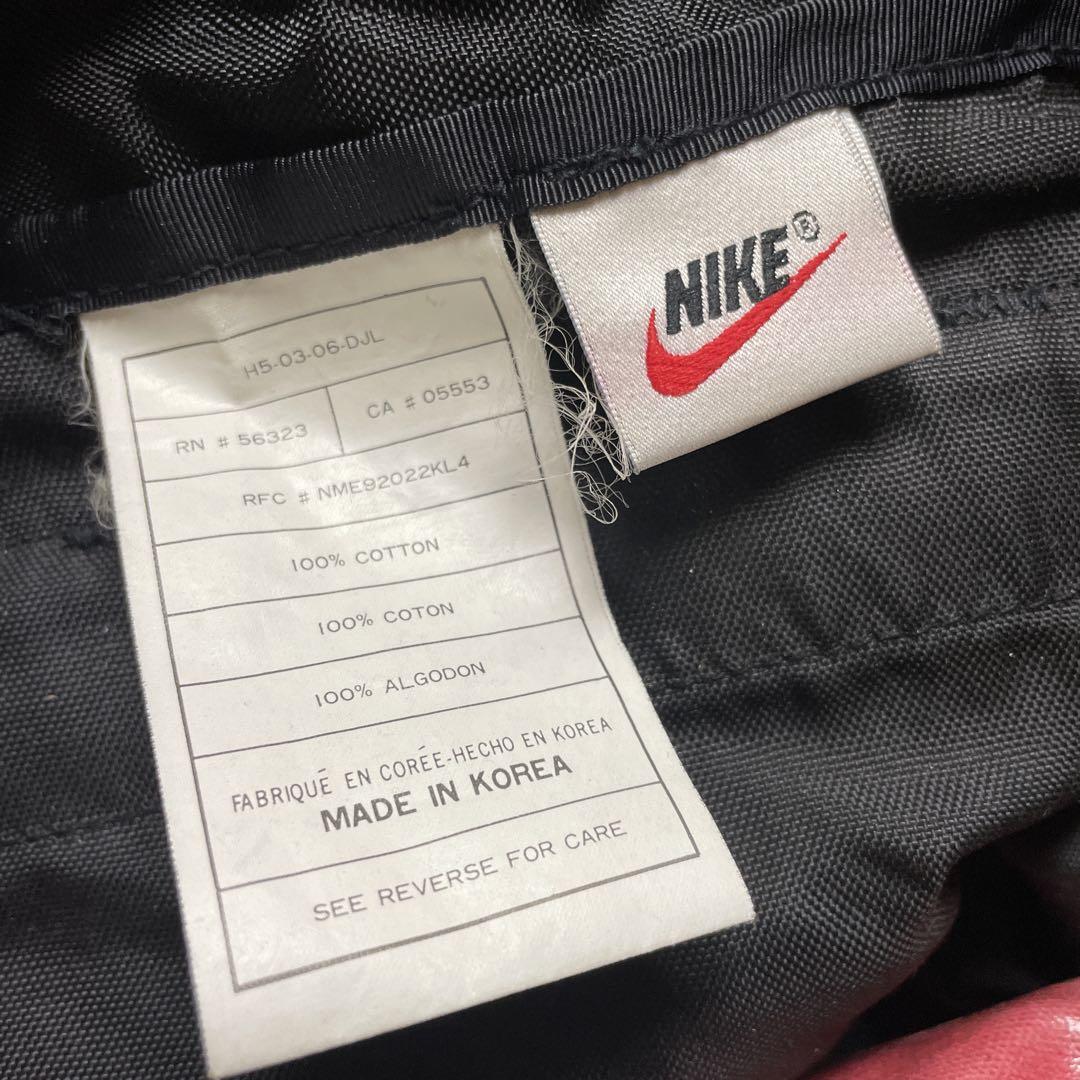 H5-03-06-DJL
RN # 56323
CA # 05553
RFC # NME92022KL4
100% COTTON
100% COTON
100% ALGODON
FABRIQUÉ EN CORÉE-HECHO EN KOREA
MADE IN KOREA
SEE REVERSE FOR CARE
NIKE®